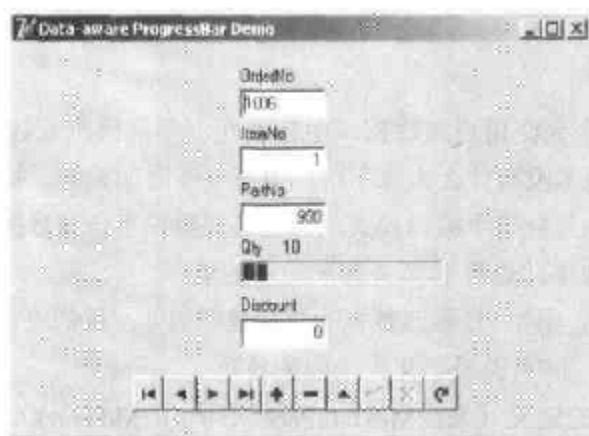 Data-aware ProgressBar Demo
OrderNo
1006
ItemNo
1
PartNo
900
Qty 10
Discount
0